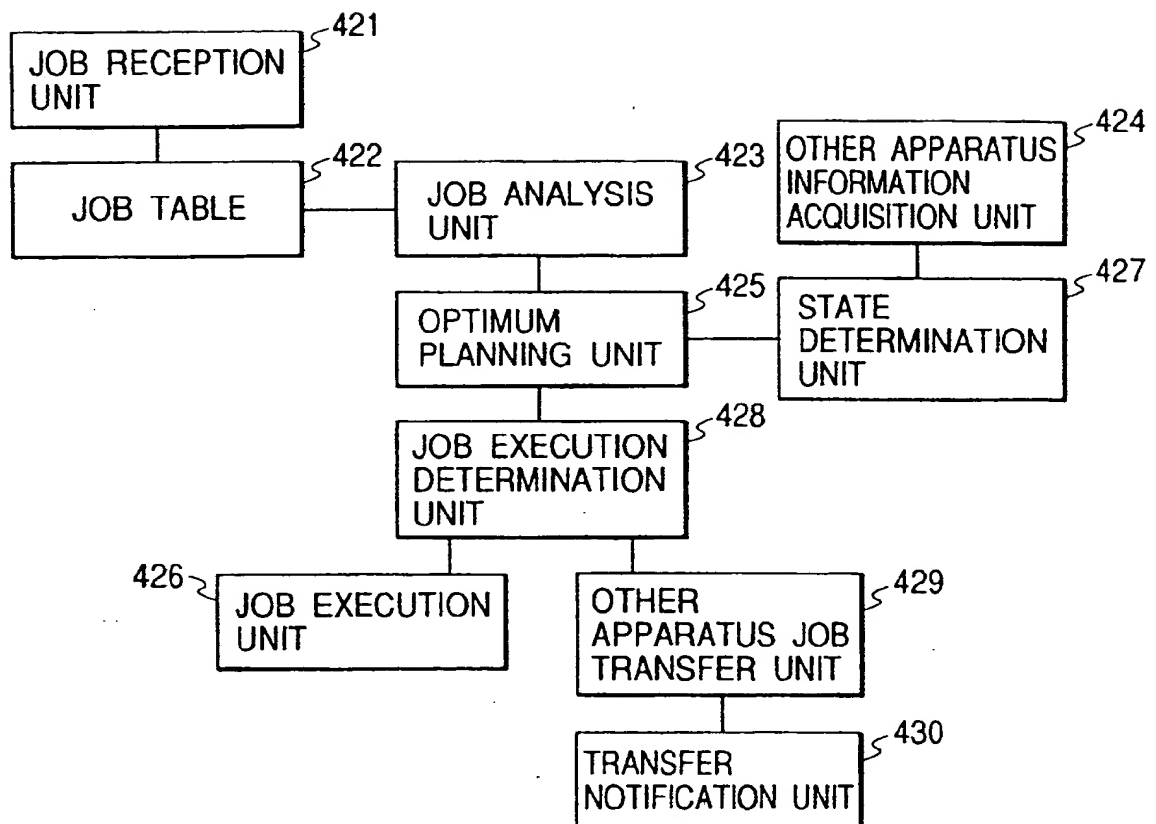 421
JOB RECEPTION
UNIT
422
JOB TABLE
423
JOB ANALYSIS
UNIT
424
OTHER APPARATUS
INFORMATION
ACQUISITION UNIT
425
OPTIMUM
PLANNING UNIT
427
STATE
DETERMINATION
UNIT
428
JOB EXECUTION
DETERMINATION
UNIT
426
JOB EXECUTION
UNIT
429
OTHER
APPARATUS JOB
TRANSFER UNIT
430
TRANSFER
NOTIFICATION UNIT